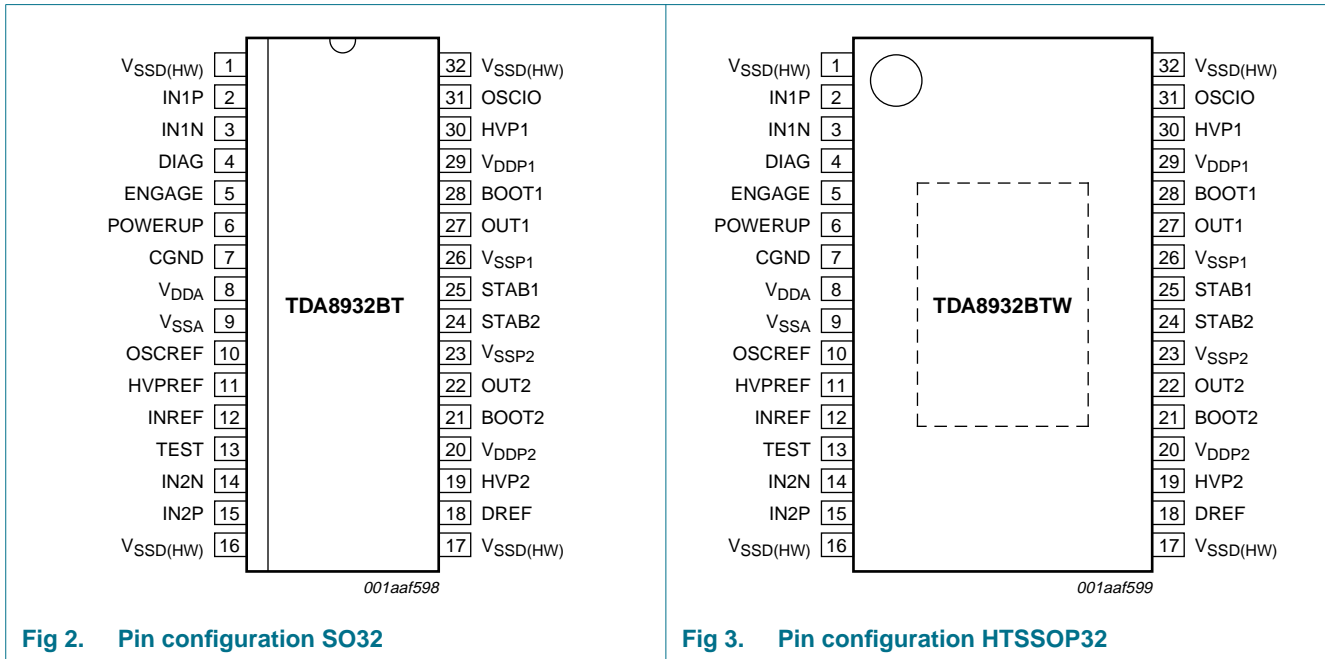 VSSD(HW) 1
IN1P 2
IN1N 3
DIAG 4
ENGAGE 5
POWERUP 6
CGND 7
VDDA 8
VSSA 9
OSCREF 10
HVPREF 11
INREF 12
TEST 13
IN2N 14
IN2P 15
VSSD(HW) 16
TDA8932BT
32 VSSD(HW)
31 OSCIO
30 HVP1
29 VDDP1
28 BOOT1
27 OUT1
26 VSSP1
25 STAB1
24 STAB2
23 VSSP2
22 OUT2
21 BOOT2
20 VDDP2
19 HVP2
18 DREF
17 VSSD(HW)
001aaf598
Fig 2. Pin configuration SO32
VSSD(HW) 1
IN1P 2
IN1N 3
DIAG 4
ENGAGE 5
POWERUP 6
CGND 7
VDDA 8
VSSA 9
OSCREF 10
HVPREF 11
INREF 12
TEST 13
IN2N 14
IN2P 15
VSSD(HW) 16
TDA8932BTW
32 VSSD(HW)
31 OSCIO
30 HVP1
29 VDDP1
28 BOOT1
27 OUT1
26 VSSP1
25 STAB1
24 STAB2
23 VSSP2
22 OUT2
21 BOOT2
20 VDDP2
19 HVP2
18 DREF
17 VSSD(HW)
001aaf599
Fig 3. Pin configuration HTSSOP32